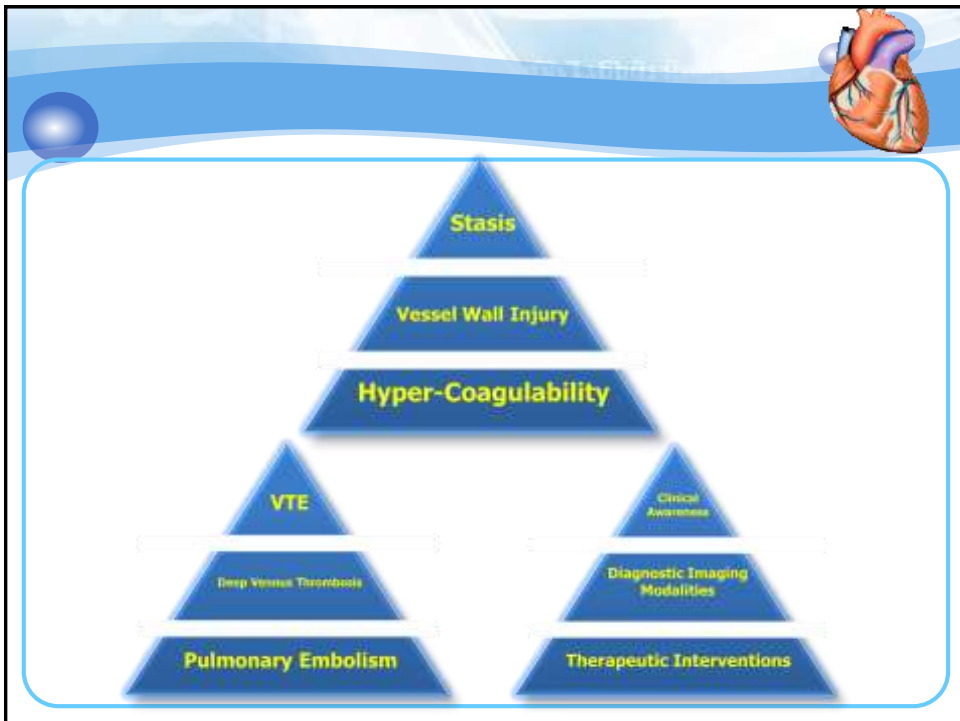 Stasis
Vessel Wall Injury
Hyper-Coagulability
VTE
Deep Venous Thrombosis
Pulmonary Embolism
Clinical
Awareness
Diagnostic Imaging
Modalities
Therapeutic Interventions